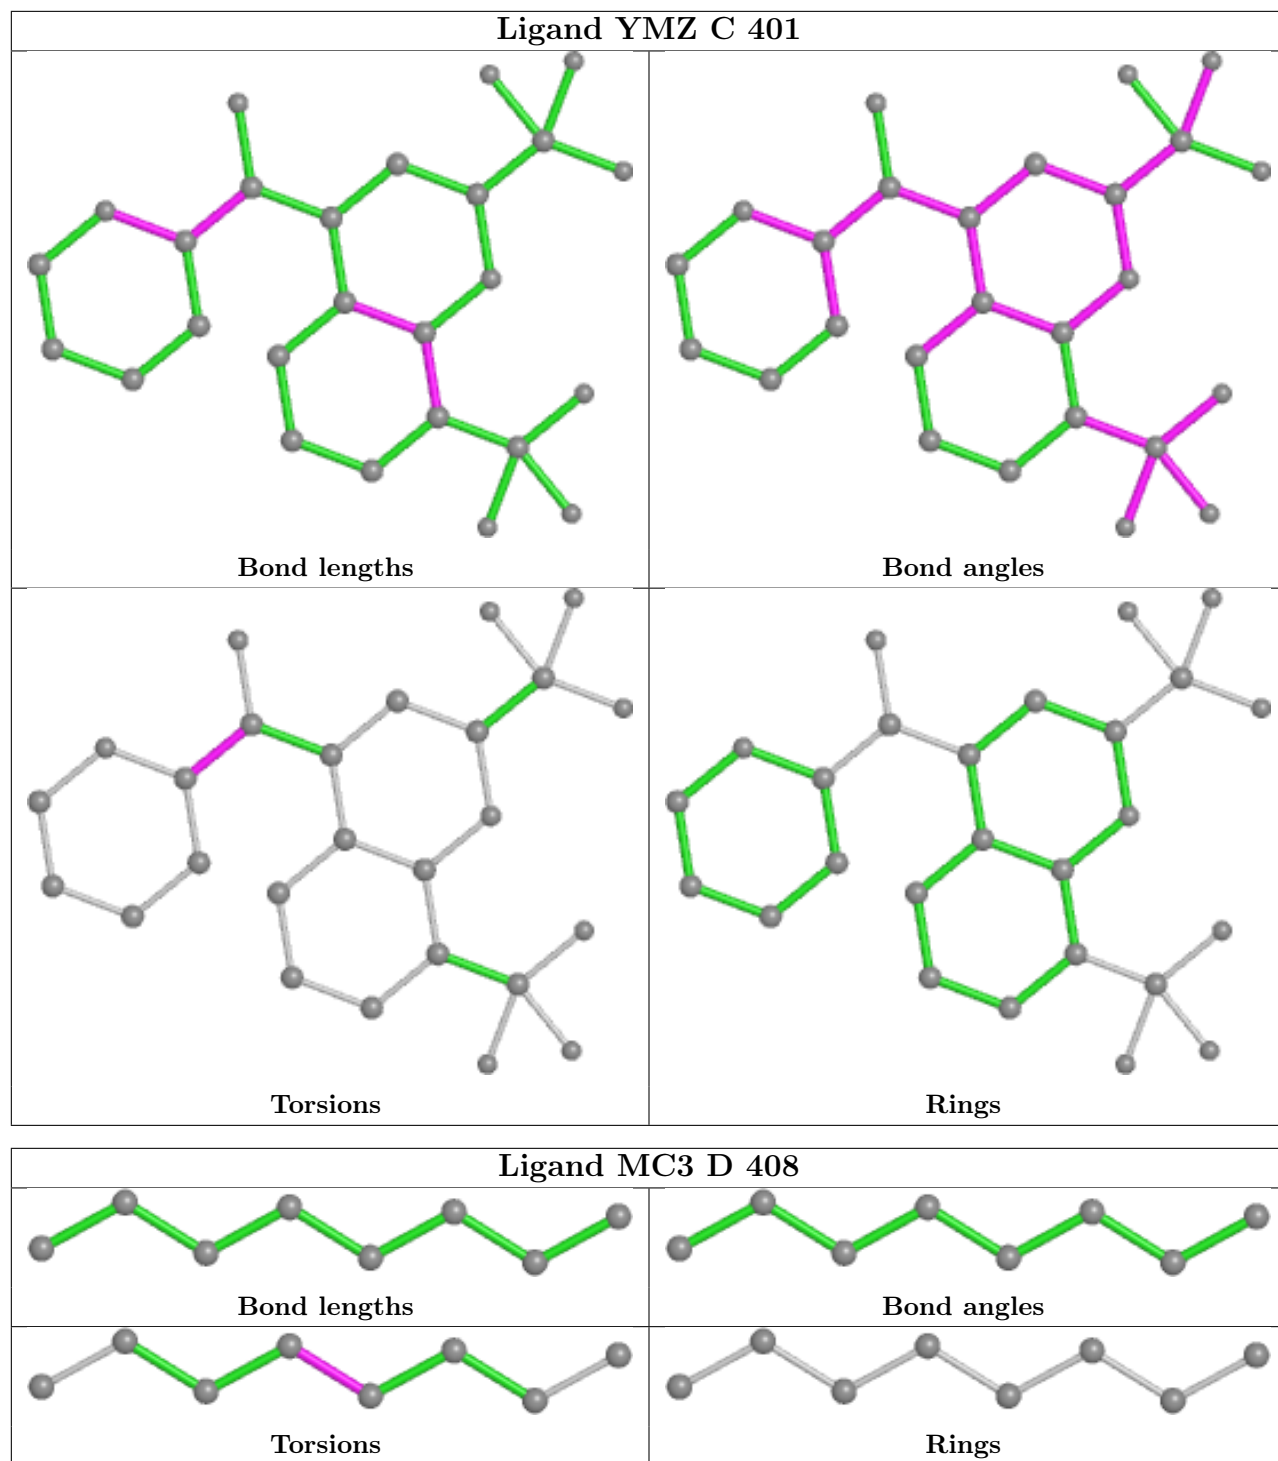 Ligand YMZ C 401
Bond lengths
Bond angles
Torsions
Rings
Ligand MC3 D 408
Bond lengths
Bond angles
Torsions
Rings